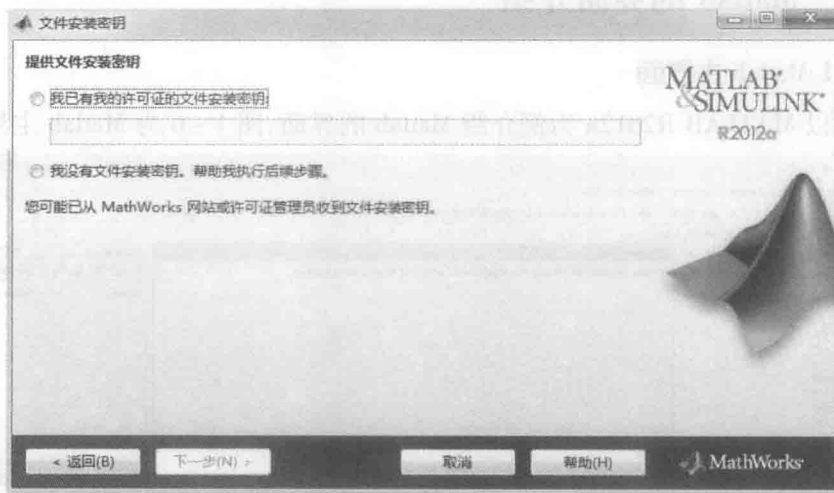 文件安装密钥
提供文件安装密钥
我已有我的许可证的文件安装密钥:
我没有文件安装密钥。帮助我执行后续步骤。
您可能已从 MathWorks 网站或许可证管理员收到文件安装密钥。
MATLAB®
&SIMULINK®
R2012a
< 返回(B)
下一步(N) >
取消
帮助(H)
MathWorks®